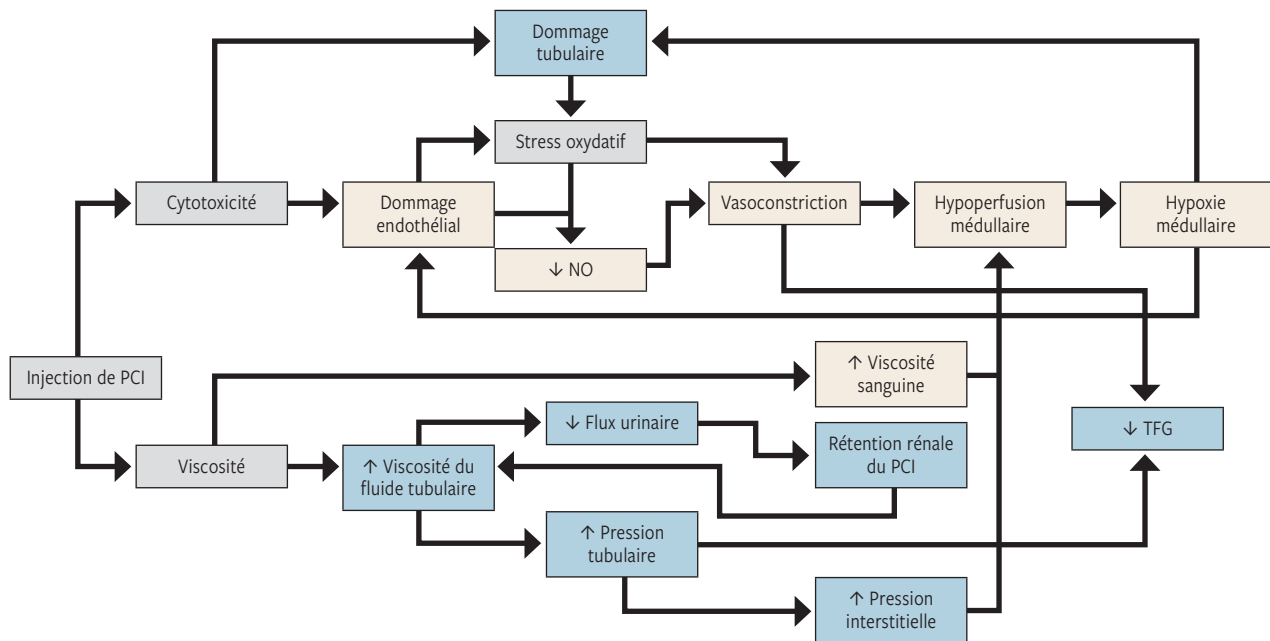 Dommage
tubulaire
Stress oxydatif
Cytotoxicité
Dommage
endothélial
Vasoconstriction
Hypoperfusion
médullaire
Hypoxie
médullaire
↓ NO
Injection de PCI
↑ Viscosité
sanguine
↓ Flux urinaire
↓ TFG
Viscosité
↑ Viscosité du
fluide tubulaire
Rétention rénale
du PCI
↑ Pression
tubulaire
↑ Pression
interstitielle